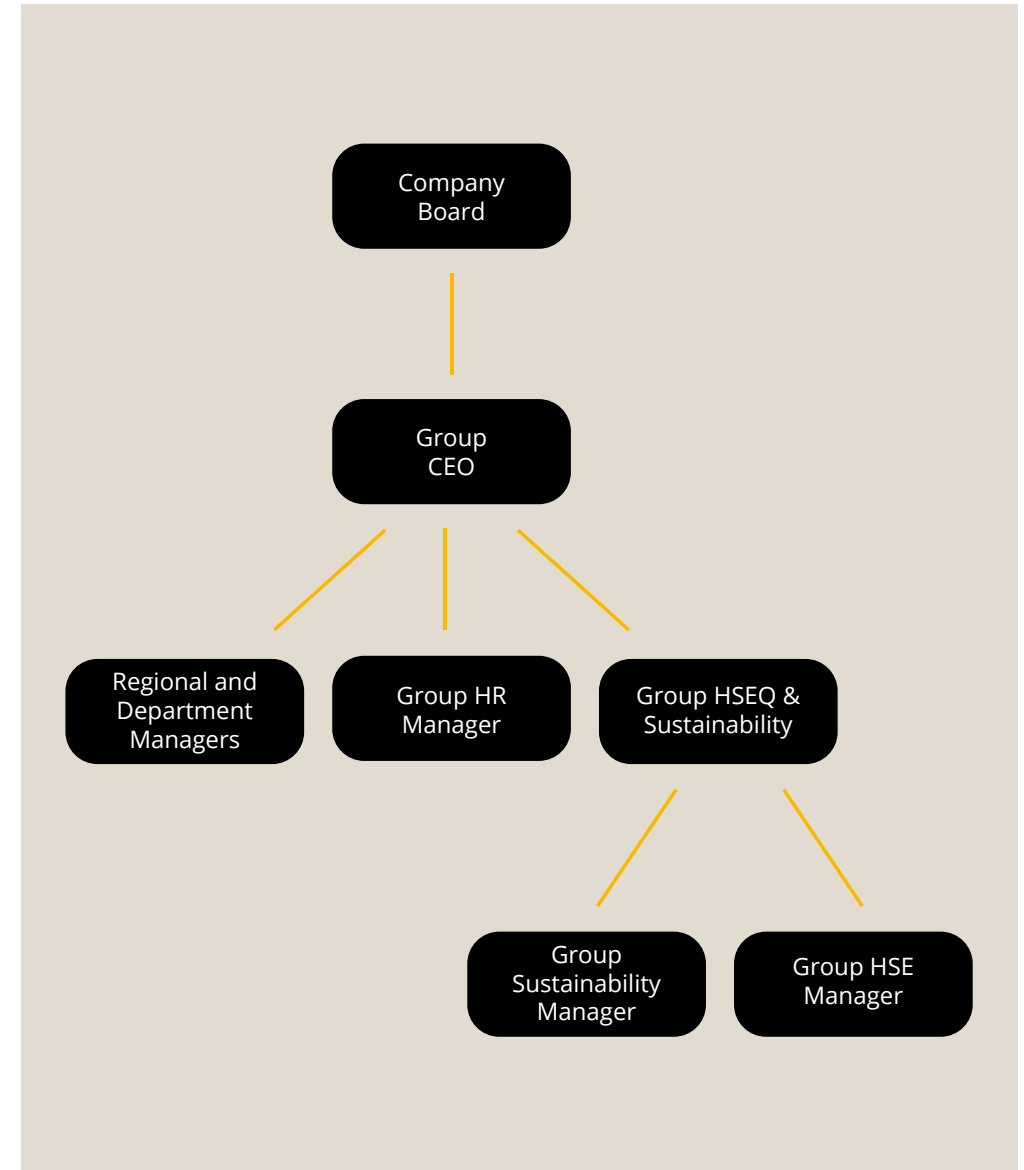 Company
Board
Group
CEO
Regional and
Department
Managers
Group HR
Manager
Group HSEQ &
Sustainability
Group
Sustainability
Manager
Group HSE
Manager